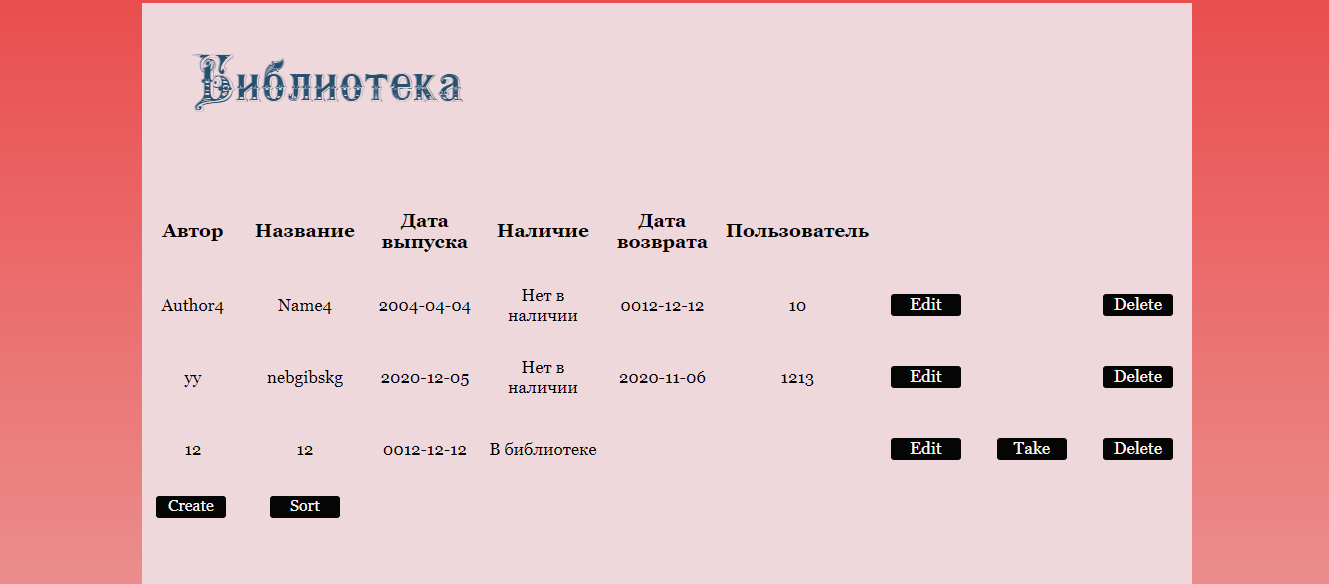 Библиотека
Автор Название Дата выпуска Наличие Дата возврата Пользователь
Author4 Name4 2004-04-04 Нет в наличии 0012-12-12 10 Edit Delete
yy nebgibskg 2020-12-05 Нет в наличии 2020-11-06 1213 Edit Delete
12 12 0012-12-12 В библиотеке Edit Take Delete
Create Sort